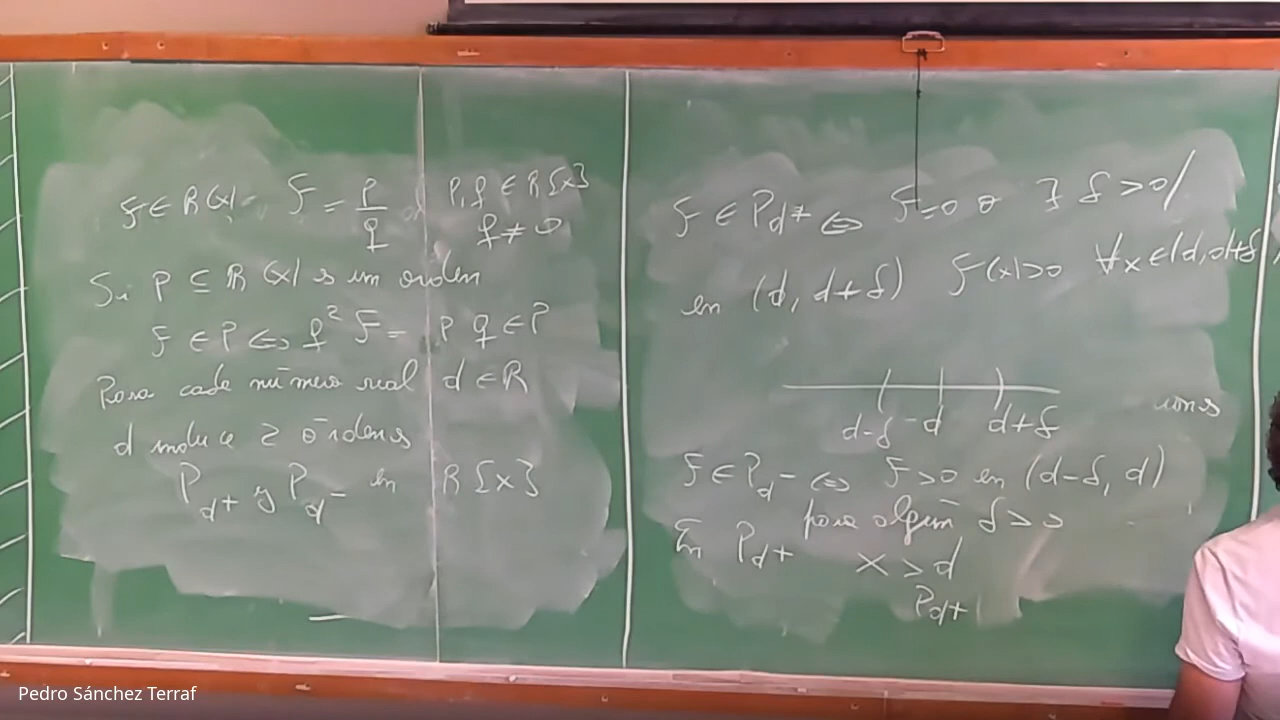 f ∈ R(x) f = p/q p, q ∈ R[x]
q ≠ 0
Si P ⊆ R(x) es un orden
f ∈ P ⇔ q² f = p q ∈ P
Para cada número real d ∈ R
d induce 2 órdenes
P_d+ y P_d- en R[x]
f ∈ P_d+ ⇔ f = 0 o ∃ δ > 0 /
en (d, d+δ) f(x) > 0 ∀x ∈ (d, d+δ)
d-δ d d+δ
f ∈ P_d- ⇔ f > 0 en (d-δ, d)
para algún δ > 0
En P_d+ x > d
P_d+
Pedro Sánchez Terraf